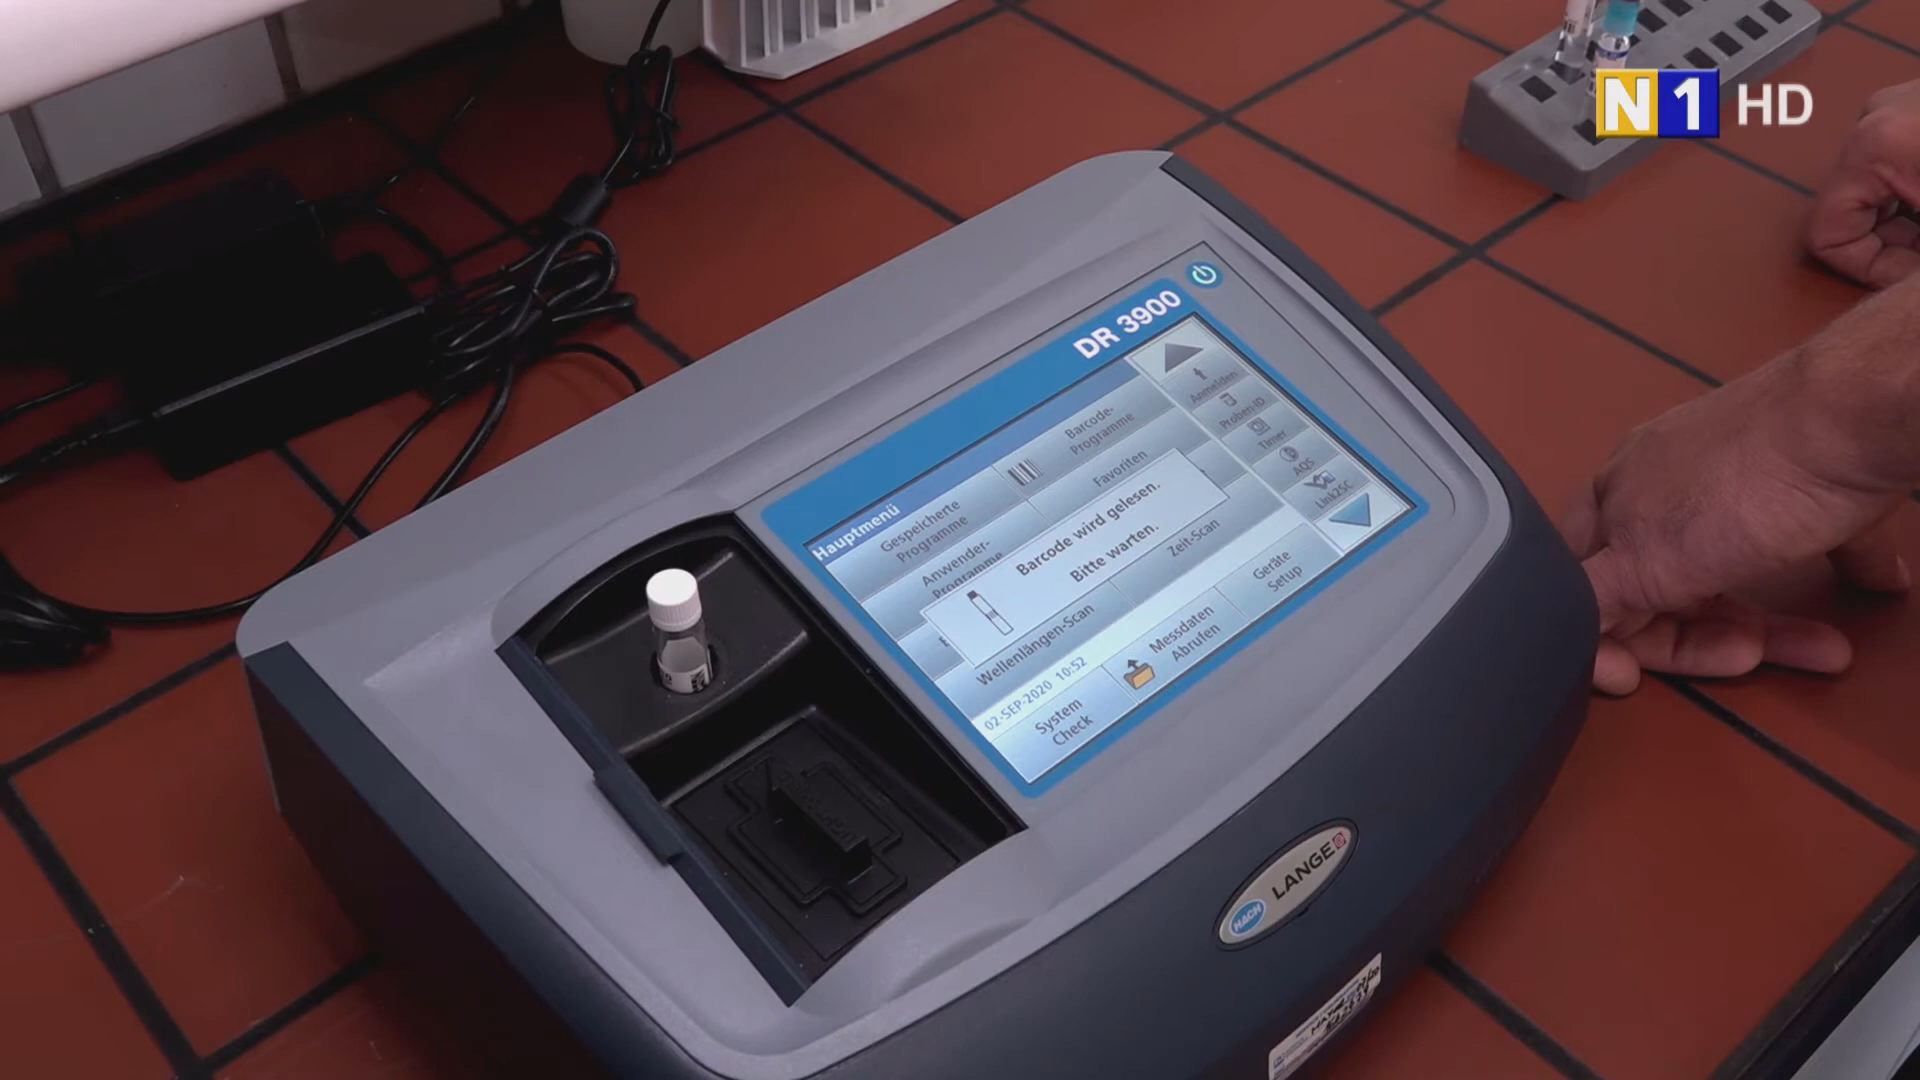 N1 HD
DR 3900
Hauptmenü
Gespeicherte
Programme
Barcode-
Programme
Anwender-
Programme
Favoriten
Barcode wird gelesen.
Bitte warten.
Wellenlängen-Scan
Zeit-Scan
02-SEP-2020 10:52
System
Check
Messdaten
Abrufen
Geräte
Setup
Anmelden
Proben-ID
Timer
AQS
Link2SC
HACH LANGE